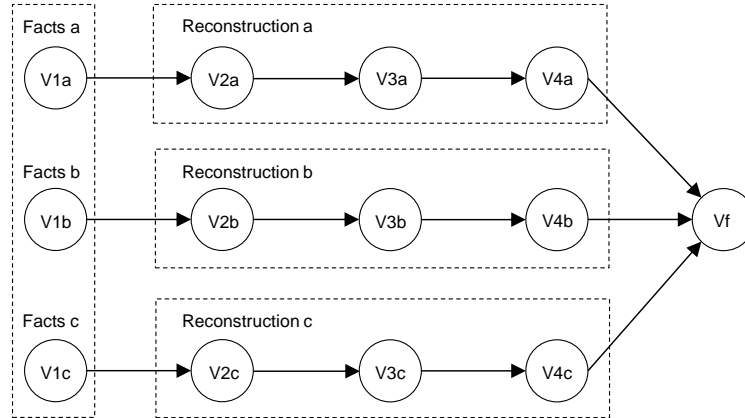 Facts a
Reconstruction a
V1a
V2a
V3a
V4a
Facts b
Reconstruction b
V1b
V2b
V3b
V4b
Vf
Facts c
Reconstruction c
V1c
V2c
V3c
V4c